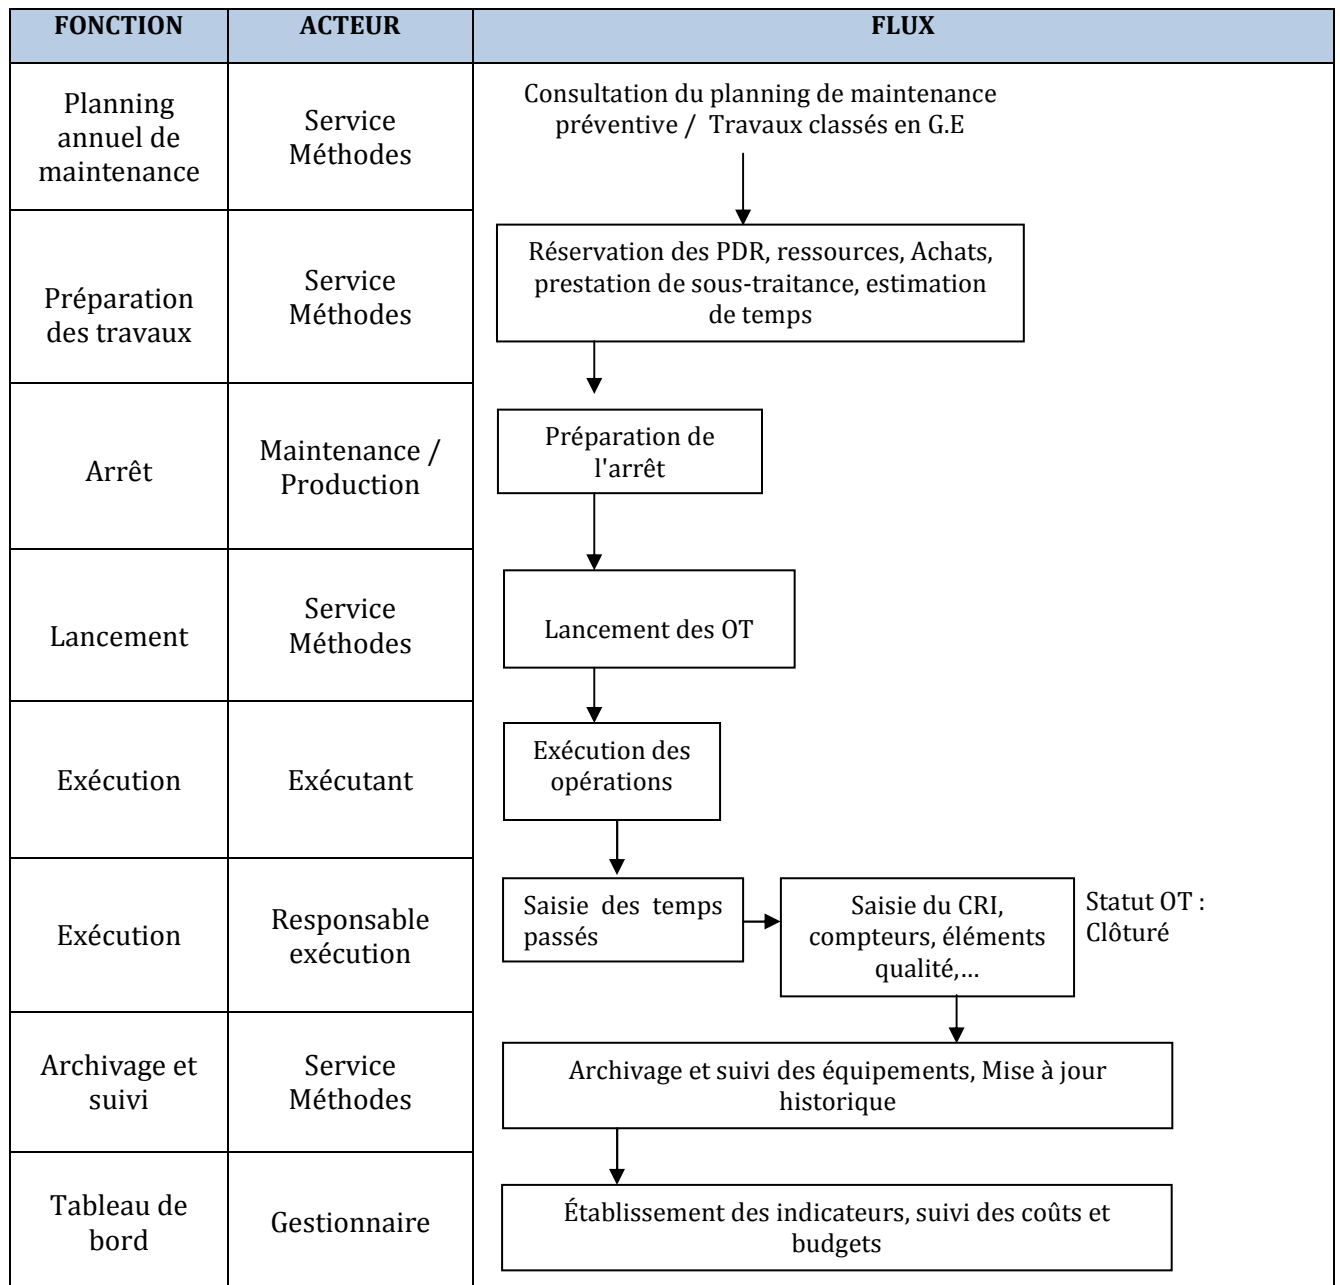 FONCTION
ACTEUR
FLUX
Planning
annuel de
maintenance
Service
Méthodes
Consultation du planning de maintenance
préventive / Travaux classés en G.E
Préparation
des travaux
Service
Méthodes
Réservation des PDR, ressources, Achats,
prestation de sous-traitance, estimation
de temps
Arrêt
Maintenance /
Production
Préparation de
l'arrêt
Lancement
Service
Méthodes
Lancement des OT
Exécution
Exécutant
Exécution des
opérations
Exécution
Responsable
exécution
Saisie des temps
passés
Saisie du CRI,
compteurs, éléments
qualité,...
Statut OT :
Clôturé
Archivage et
suivi
Service
Méthodes
Archivage et suivi des équipements, Mise à jour
historique
Tableau de
bord
Gestionnaire
Établissement des indicateurs, suivi des coûts et
budgets